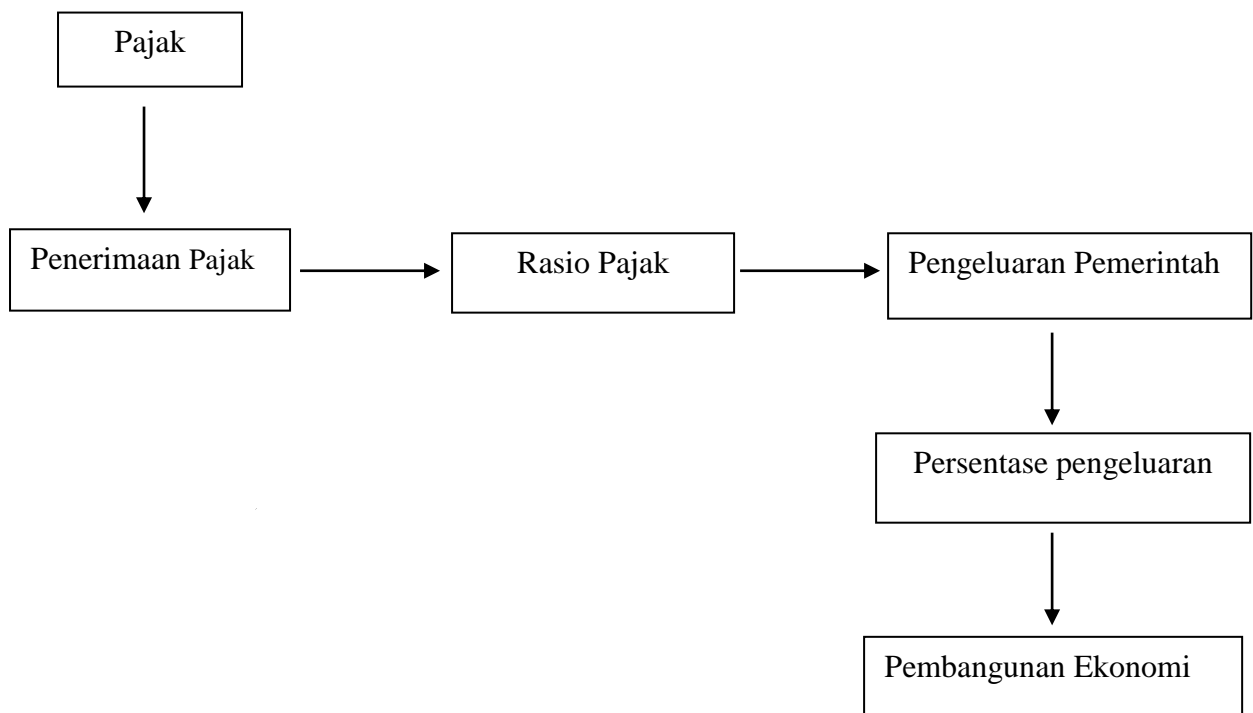 Pajak
Penerimaan Pajak
Rasio Pajak
Pengeluaran Pemerintah
Persentase pengeluaran
Pembangunan Ekonomi